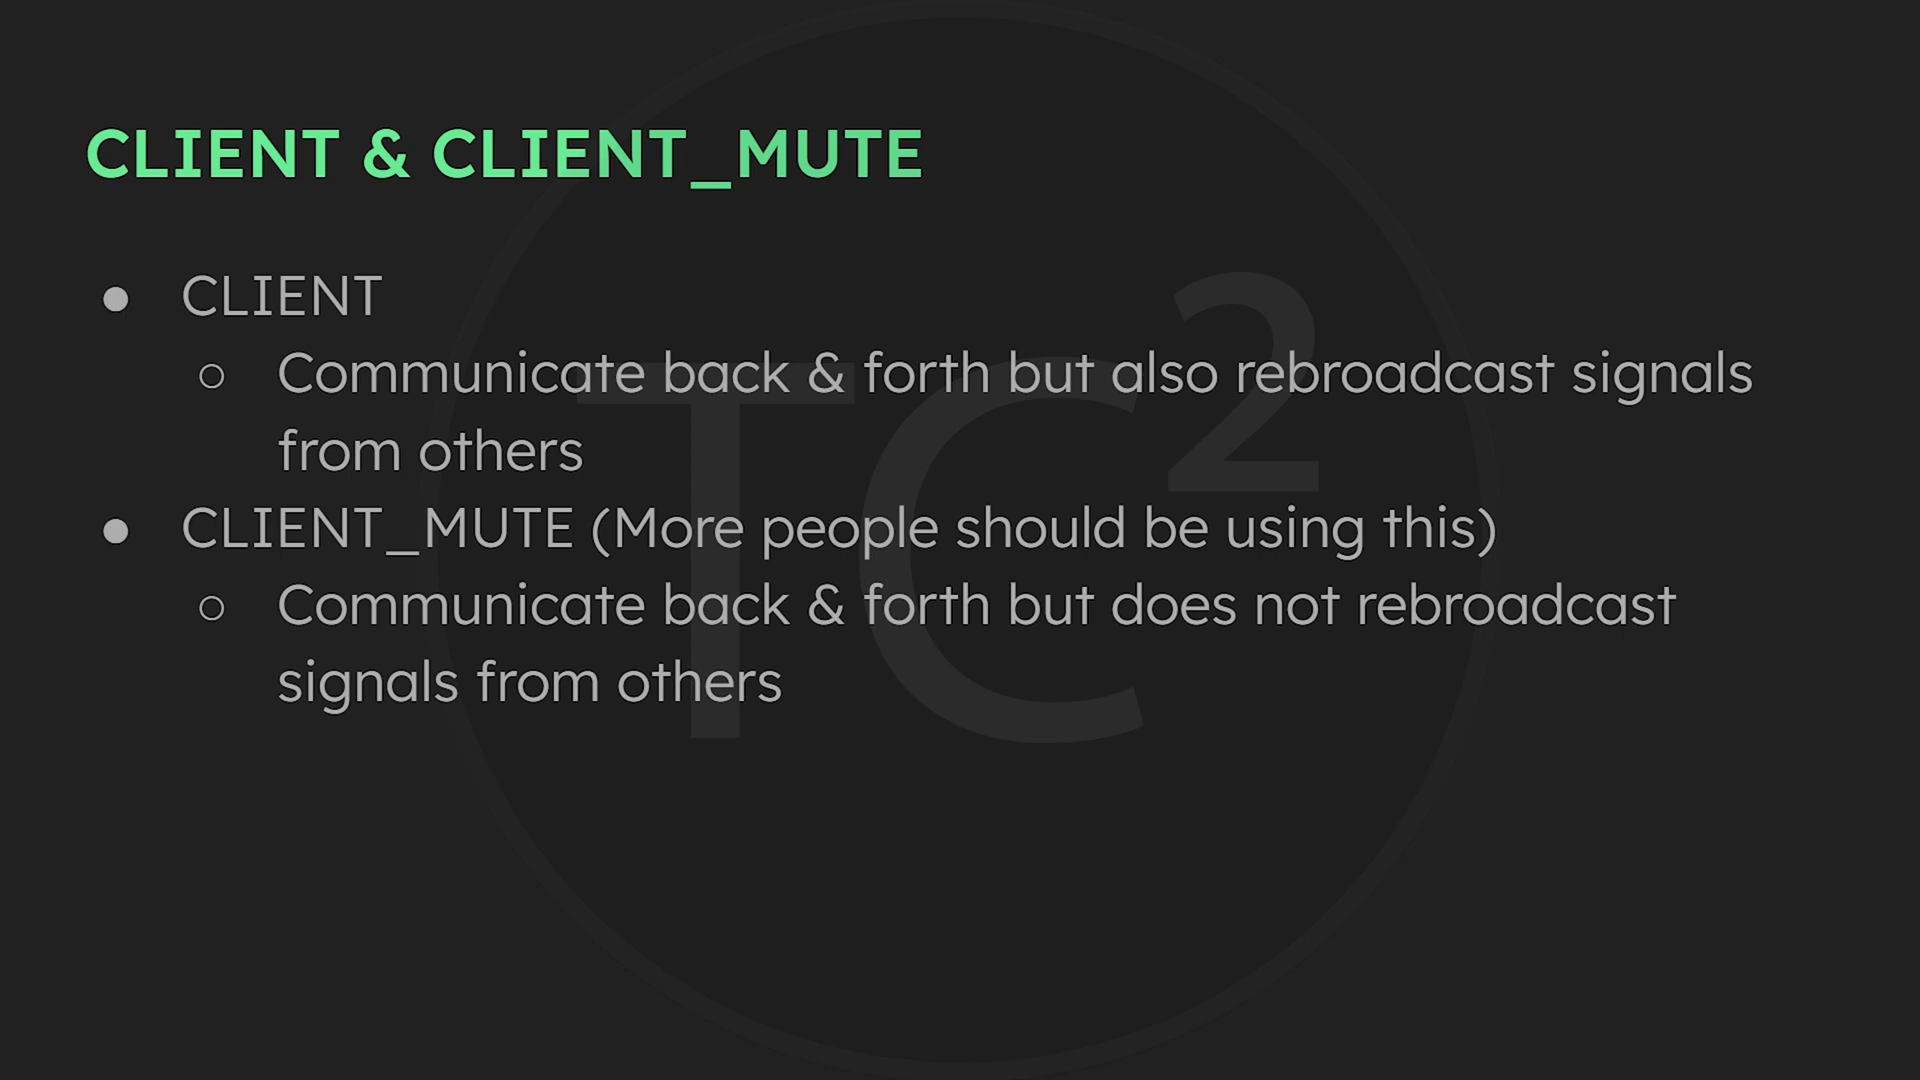 CLIENT & CLIENT_MUTE
● CLIENT
○ Communicate back & forth but also rebroadcast signals
from others
● CLIENT_MUTE (More people should be using this)
○ Communicate back & forth but does not rebroadcast
signals from others
TC²